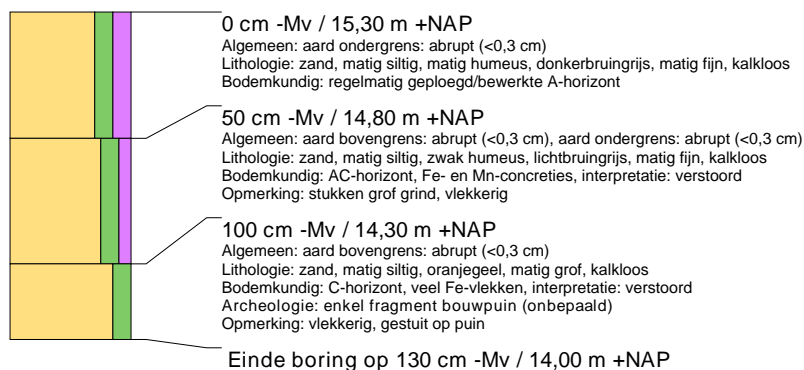 0 cm -Mv / 15,30 m +NAP
Algemeen: aard ondergrens: abrupt (<0,3 cm)
Lithologie: zand, matig siltig, matig humeus, donkerbruingrijs, matig fijn, kalkloos
Bodemkundig: regelmatig geploegd/bewerkte A-horizont
50 cm -Mv / 14,80 m +NAP
Algemeen: aard bovengrens: abrupt (<0,3 cm), aard ondergrens: abrupt (<0,3 cm)
Lithologie: zand, matig siltig, zwak humeus, lichtbruingrijs, matig fijn, kalkloos
Bodemkundig: AC-horizont, Fe- en Mn-concreties, interpretatie: verstoord
Opmerking: stukken grof grind, vlekkerig
100 cm -Mv / 14,30 m +NAP
Algemeen: aard bovengrens: abrupt (<0,3 cm)
Lithologie: zand, matig siltig, oranjegeel, matig grof, kalkloos
Bodemkundig: C-horizont, veel Fe-vlekken, interpretatie: verstoord
Archeologie: enkel fragment bouwpuin (onbepaald)
Opmerking: vlekkerig, gestuit op puin
Einde boring op 130 cm -Mv / 14,00 m +NAP